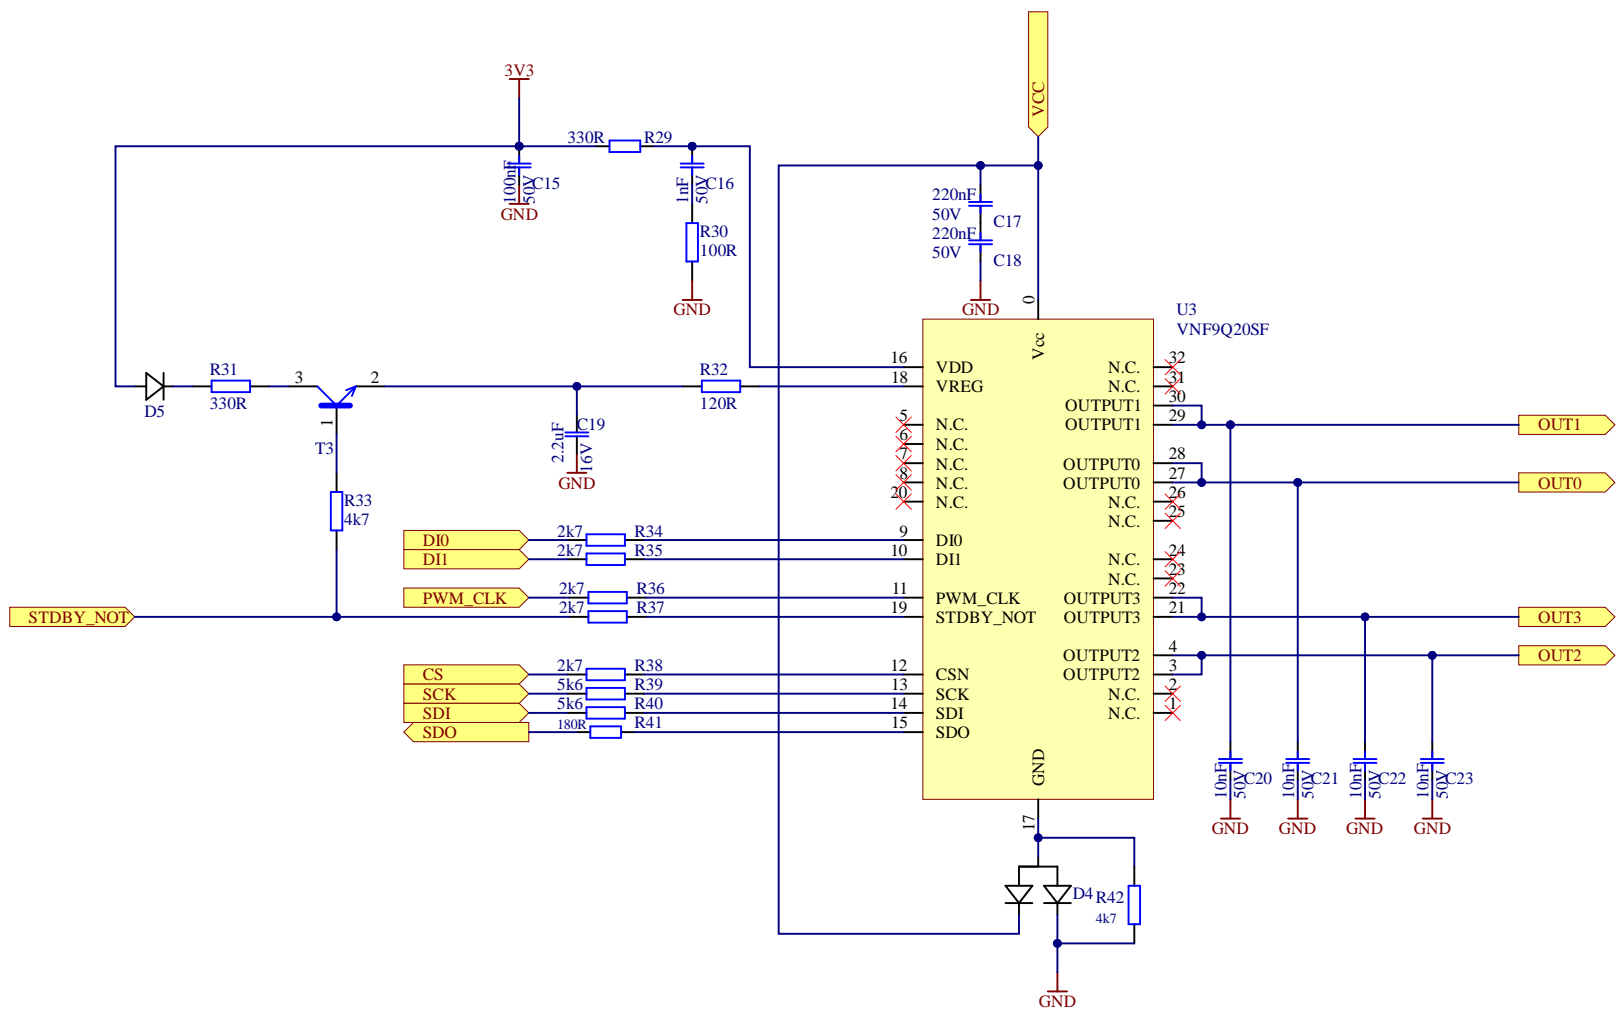 VCC
3V3
330R R29
100nF 50V C15
GND
1nF 50V C16
R30
100R
GND
220nF
50V C17
220nF
50V C18
GND
0
U3
VNF9Q20SF
Vcc
D5
R31
330R
3 2
1
T3
R33
4k7
2.2uF 16V C19
GND
R32
120R
16 VDD
18 VREG
5 N.C.
6 N.C.
7 N.C.
8 N.C.
20 N.C.
DI0 2k7 R34 9 DI0
DI1 2k7 R35 10 DI1
PWM_CLK 2k7 R36 11 PWM_CLK
STDBY_NOT 2k7 R37 19 STDBY_NOT
CS 2k7 R38 12 CSN
SCK 5k6 R39 13 SCK
SDI 5k6 R40 14 SDI
SDO 180R R41 15 SDO
N.C. 32
N.C. 31
OUTPUT1 30
OUTPUT1 29 OUT1
OUTPUT0 28
OUTPUT0 27 OUT0
N.C. 26
N.C. 25
N.C. 24
N.C. 23
OUTPUT3 22
OUTPUT3 21 OUT3
OUTPUT2 4 OUT2
OUTPUT2 3
N.C. 2
N.C. 1
GND
17
10nF 50V C20
GND
10nF 50V C21
GND
10nF 50V C22
GND
10nF 50V C23
GND
D4 R42
4k7
GND